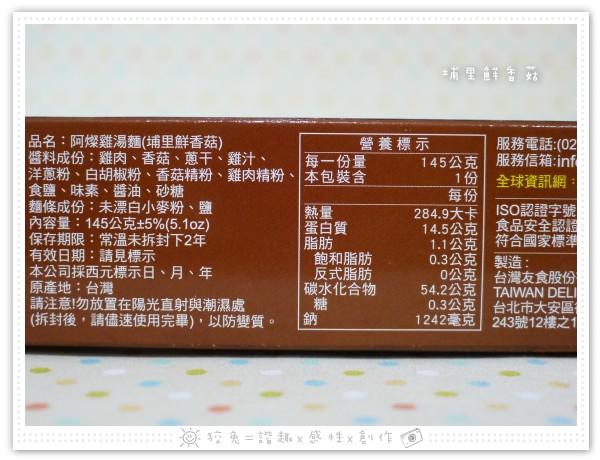 埔里鮮香菇
品名：阿燦雞湯麵(埔里鮮香菇)
醬料成份：雞肉、香菇、蔥干、雞汁、
洋蔥粉、白胡椒粉、香菇精粉、雞肉精粉、
食鹽、味素、醬油、砂糖
麵條成份：未漂白小麥粉、鹽
內容量：145公克±5%(5.1oz)
保存期限：常溫未拆封下2年
有效日期：請見標示
本公司採西元標示日、月、年
原產地：台灣
請注意!勿放置在陽光直射與潮濕處
(拆封後，請儘速使用完畢)，以防變質。
營養標示
每一份量 145公克
本包裝含 1份
每份
熱量 284.9大卡
蛋白質 14.5公克
脂肪 1.1公克
飽和脂肪 0.3公克
反式脂肪 0公克
碳水化合物 54.2公克
糖 0.3公克
鈉 1242毫克
服務電話:(02
服務信箱:info
全球資訊網：
ISO認證字號
食品安全認證
符合國家標準
製造：
台灣友食股份
TAIWAN DELI
台北市大安區
243號12樓之1
狡兔=諧趣x感性x創作